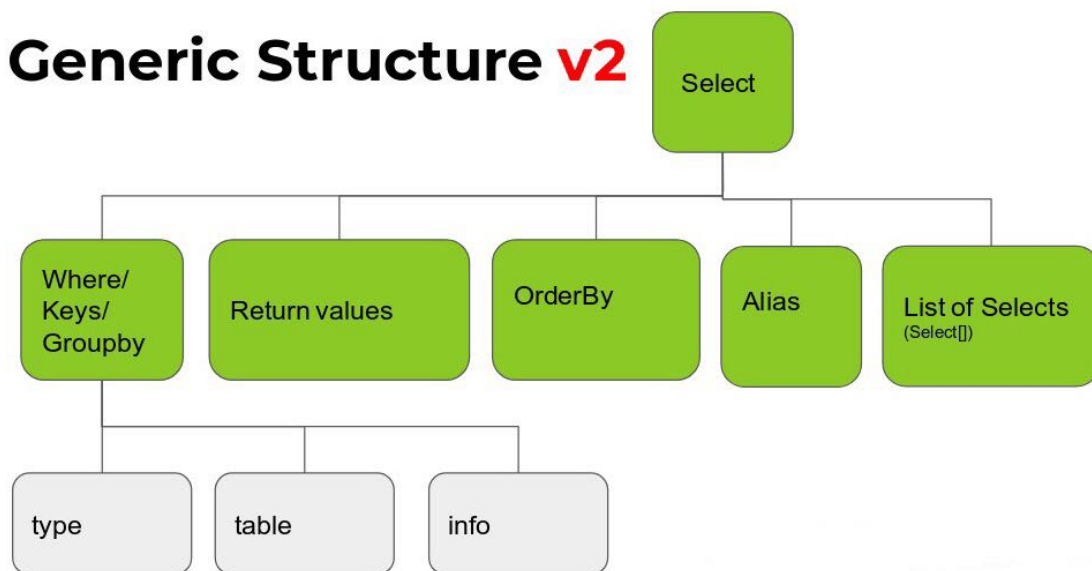 Generic Structure v2
Select
Where/
Keys/
Groupby
Return values
OrderBy
Alias
List of Selects
(Select[])
type
table
info